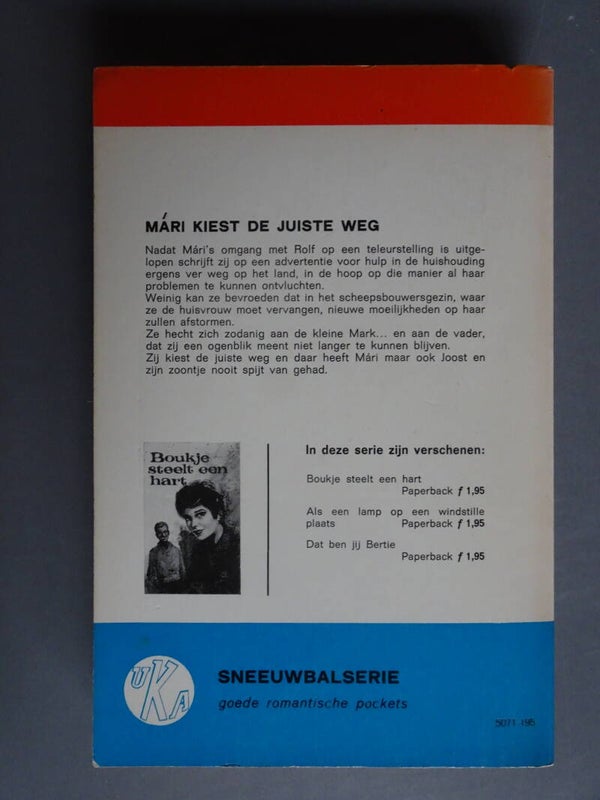 MÁRI KIEST DE JUISTE WEG
Nadat Mári's omgang met Rolf op een teleurstelling is uitge-
lopen schrijft zij op een advertentie voor hulp in de huishouding
ergens ver weg op het land, in de hoop op die manier al haar
problemen te kunnen ontvluchten.
Weinig kan ze bevroeden dat in het scheepsbouwersgezin, waar
ze de huisvrouw moet vervangen, nieuwe moeilijkheden op haar
zullen afstormen.
Ze hecht zich zodanig aan de kleine Mark... en aan de vader,
dat zij een ogenblik meent niet langer te kunnen blijven.
Zij kiest de juiste weg en daar heeft Mári maar ook Joost en
zijn zoontje nooit spijt van gehad.
Boukje
steelt een
hart
In deze serie zijn verschenen:
Boukje steelt een hart
Paperback ƒ 1,95
Als een lamp op een windstille
plaats Paperback ƒ 1,95
Dat ben jij Bertie
Paperback ƒ 1,95
UKA
SNEEUWBALSERIE
goede romantische pockets
5071 195